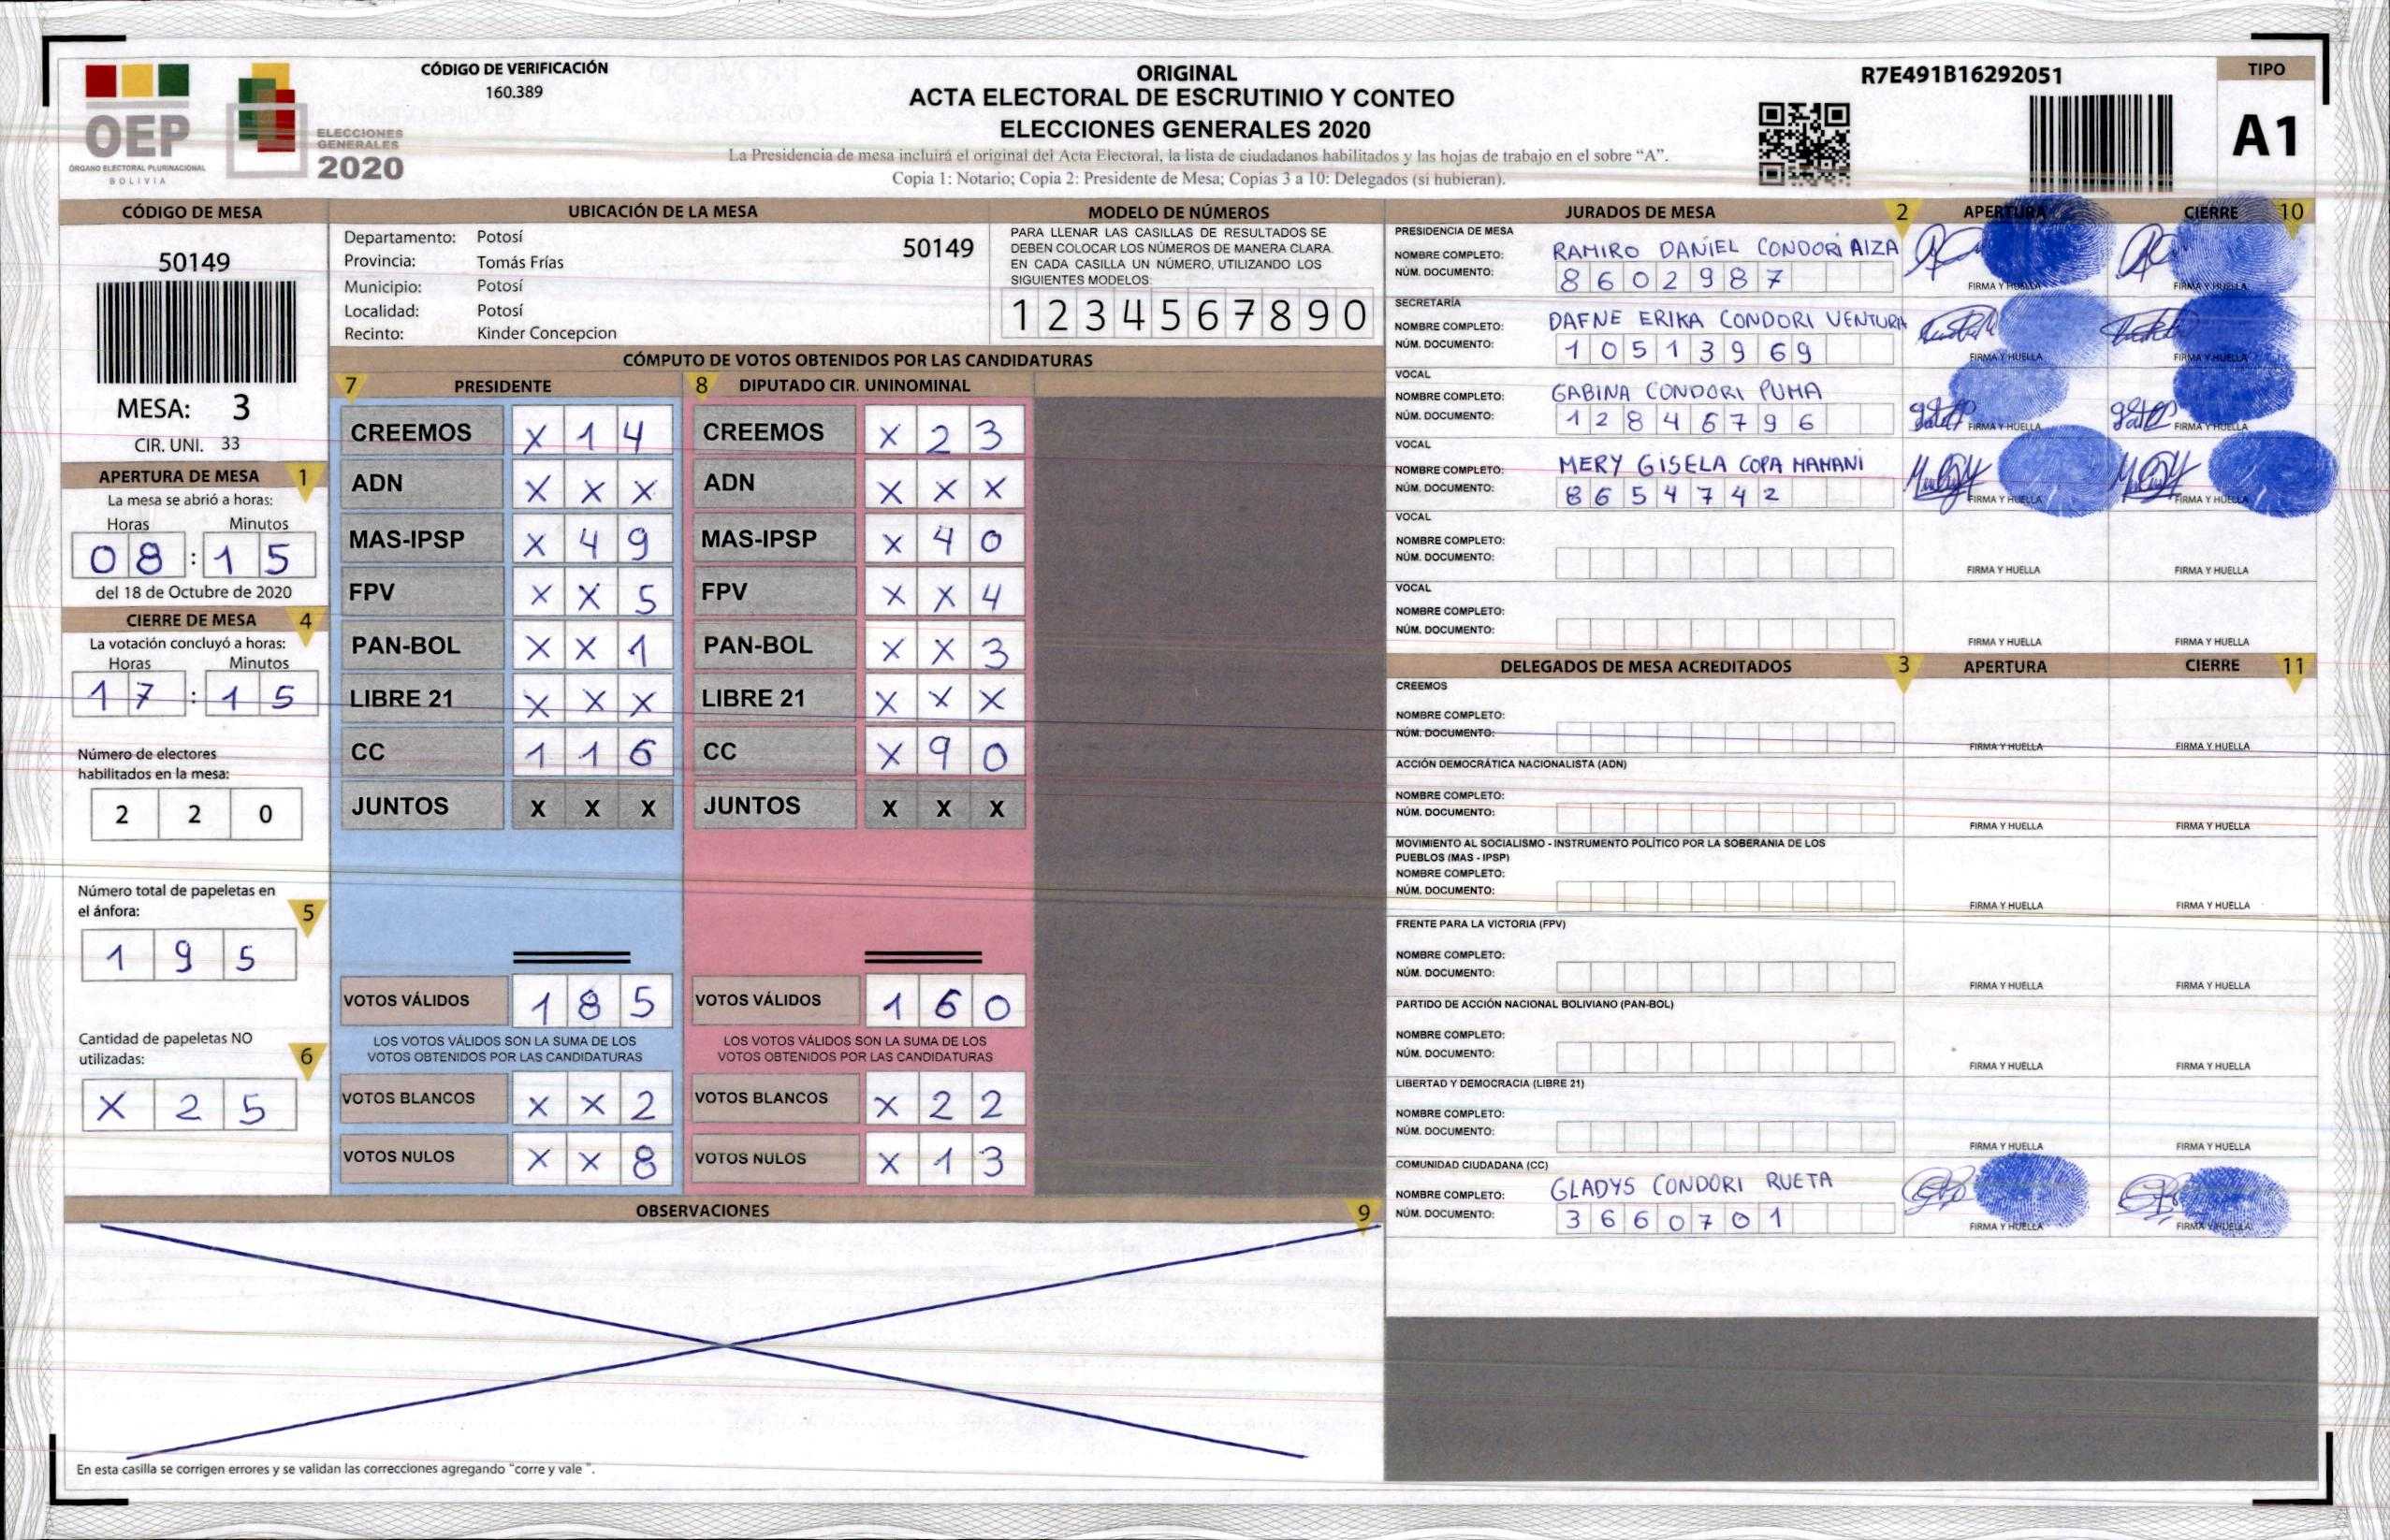 CÓDIGO DE VERIFICACIÓN
160.389
ORIGINAL
ACTA ELECTORAL DE ESCRUTINIO Y CONTEO
ELECCIONES GENERALES 2020
La Presidencia de mesa incluirá el original del Acta Electoral, la lista de ciudadanos habilitados y las hojas de trabajo en el sobre "A".
Copia 1: Notario; Copia 2: Presidente de Mesa; Copias 3 a 10: Delegados (si hubieran).
R7E491B16292051
TIPO
A1
OEP
ÓRGANO ELECTORAL PLURINACIONAL
BOLIVIA
ELECCIONES
GENERALES
2020
CÓDIGO DE MESA
50149
MESA: 3
CIR. UNI. 33
APERTURA DE MESA 1
La mesa se abrió a horas:
Horas Minutos
08:15
del 18 de Octubre de 2020
CIERRE DE MESA 4
La votación concluyó a horas:
Horas Minutos
17:15
Número de electores
habilitados en la mesa:
2 2 0
Número total de papeletas en
el ánfora: 5
1 9 5
Cantidad de papeletas NO
utilizadas: 6
X 2 5
UBICACIÓN DE LA MESA
Departamento: Potosí 50149
Provincia: Tomás Frías
Municipio: Potosí
Localidad: Potosí
Recinto: Kinder Concepcion
MODELO DE NÚMEROS
PARA LLENAR LAS CASILLAS DE RESULTADOS SE
DEBEN COLOCAR LOS NÚMEROS DE MANERA CLARA.
EN CADA CASILLA UN NÚMERO, UTILIZANDO LOS
SIGUIENTES MODELOS:
1 2 3 4 5 6 7 8 9 0
CÓMPUTO DE VOTOS OBTENIDOS POR LAS CANDIDATURAS
7 PRESIDENTE 8 DIPUTADO CIR. UNINOMINAL
CREEMOS X 1 4 CREEMOS X 2 3
ADN X X X ADN X X X
MAS-IPSP X 4 9 MAS-IPSP X 4 0
FPV X X 5 FPV X X 4
PAN-BOL X X 1 PAN-BOL X X 3
LIBRE 21 X X X LIBRE 21 X X X
CC 1 1 6 CC X 9 0
JUNTOS X X X JUNTOS X X X
VOTOS VÁLIDOS 1 8 5 VOTOS VÁLIDOS 1 6 0
LOS VOTOS VÁLIDOS SON LA SUMA DE LOS LOS VOTOS VÁLIDOS SON LA SUMA DE LOS
VOTOS OBTENIDOS POR LAS CANDIDATURAS VOTOS OBTENIDOS POR LAS CANDIDATURAS
VOTOS BLANCOS X X 2 VOTOS BLANCOS X 2 2
VOTOS NULOS X X 8 VOTOS NULOS X 1 3
OBSERVACIONES 9
En esta casilla se corrigen errores y se validan las correcciones agregando "corre y vale ".
JURADOS DE MESA 2 APERTURA CIERRE 10
PRESIDENCIA DE MESA
NOMBRE COMPLETO: RAMIRO DANIEL CONDORI AIZA
NÚM. DOCUMENTO: 8602987
FIRMA Y HUELLA FIRMA Y HUELLA
SECRETARÍA
NOMBRE COMPLETO: DAFNE ERIKA CONDORI VENTURA
NÚM. DOCUMENTO: 10513969
FIRMA Y HUELLA FIRMA Y HUELLA
VOCAL
NOMBRE COMPLETO: GABINA CONDORI PUMA
NÚM. DOCUMENTO: 12846796
FIRMA Y HUELLA FIRMA Y HUELLA
VOCAL
NOMBRE COMPLETO: MERY GISELA COPA MAMANI
NÚM. DOCUMENTO: 8654742
FIRMA Y HUELLA FIRMA Y HUELLA
VOCAL
NOMBRE COMPLETO:
NÚM. DOCUMENTO:
FIRMA Y HUELLA FIRMA Y HUELLA
VOCAL
NOMBRE COMPLETO:
NÚM. DOCUMENTO:
FIRMA Y HUELLA FIRMA Y HUELLA
DELEGADOS DE MESA ACREDITADOS 3 APERTURA CIERRE 11
CREEMOS
NOMBRE COMPLETO:
NÚM. DOCUMENTO:
FIRMA Y HUELLA FIRMA Y HUELLA
ACCIÓN DEMOCRÁTICA NACIONALISTA (ADN)
NOMBRE COMPLETO:
NÚM. DOCUMENTO:
FIRMA Y HUELLA FIRMA Y HUELLA
MOVIMIENTO AL SOCIALISMO - INSTRUMENTO POLÍTICO POR LA SOBERANIA DE LOS
PUEBLOS (MAS - IPSP)
NOMBRE COMPLETO:
NÚM. DOCUMENTO:
FIRMA Y HUELLA FIRMA Y HUELLA
FRENTE PARA LA VICTORIA (FPV)
NOMBRE COMPLETO:
NÚM. DOCUMENTO:
FIRMA Y HUELLA FIRMA Y HUELLA
PARTIDO DE ACCIÓN NACIONAL BOLIVIANO (PAN-BOL)
NOMBRE COMPLETO:
NÚM. DOCUMENTO:
FIRMA Y HUELLA FIRMA Y HUELLA
LIBERTAD Y DEMOCRACIA (LIBRE 21)
NOMBRE COMPLETO:
NÚM. DOCUMENTO:
FIRMA Y HUELLA FIRMA Y HUELLA
COMUNIDAD CIUDADANA (CC)
NOMBRE COMPLETO: GLADYS CONDORI RUETA
NÚM. DOCUMENTO: 3660701
FIRMA Y HUELLA FIRMA Y HUELLA